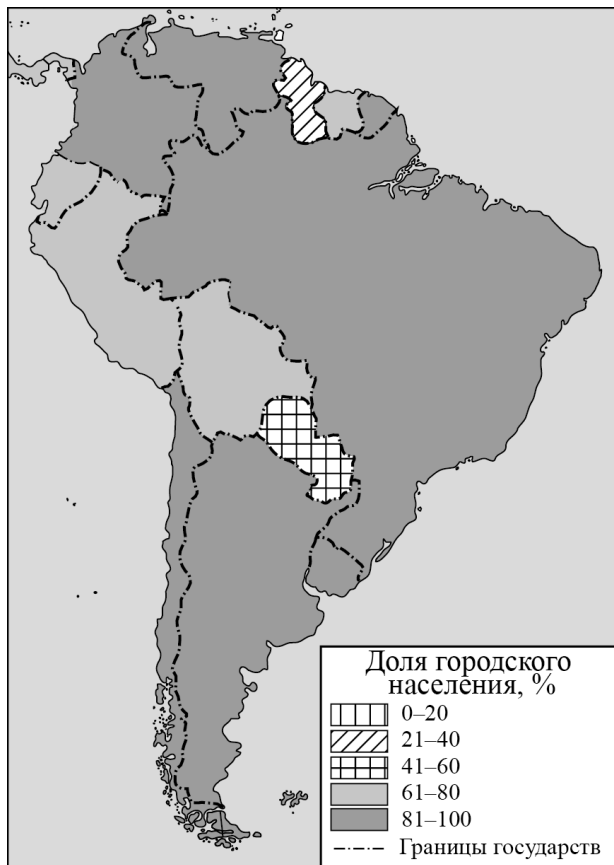 Доля городского
населения, %
0–20
21–40
41–60
61–80
81–100
Границы государств